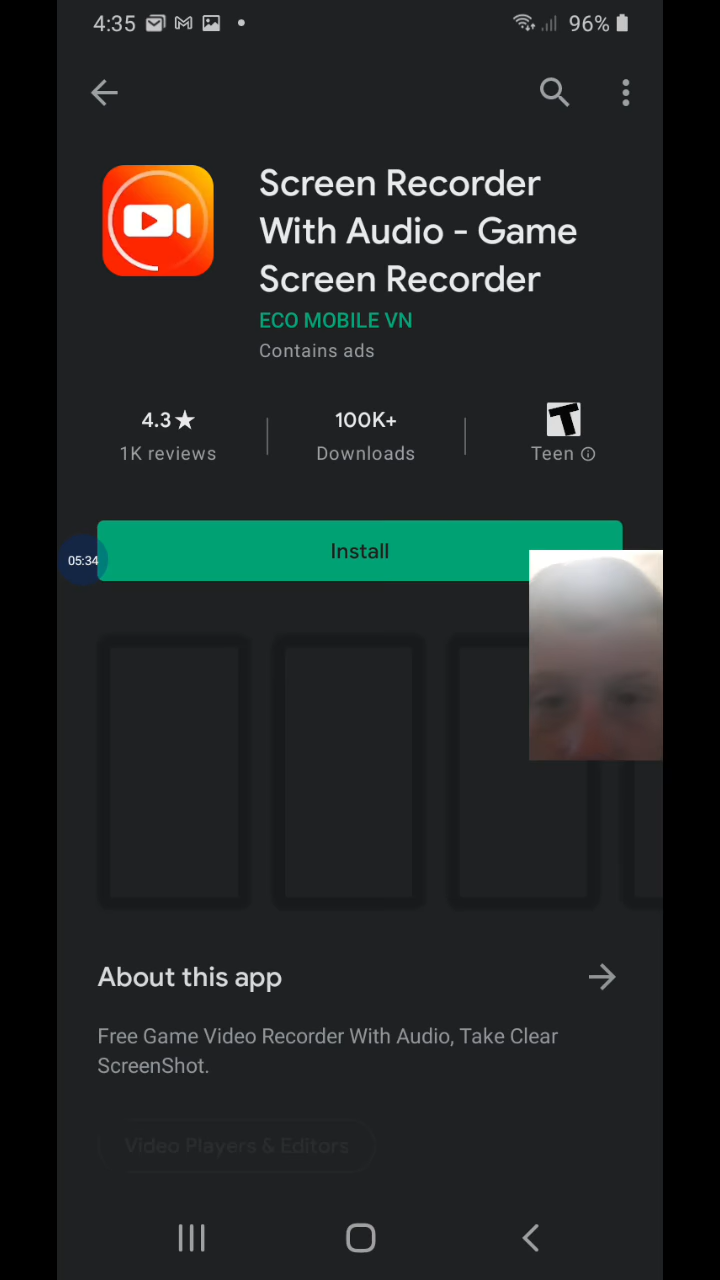 4:35
96%
Screen Recorder
With Audio - Game
Screen Recorder
ECO MOBILE VN
Contains ads
4.3★
100K+
T
1K reviews
Downloads
Teen
Install
05:34
About this app
Free Game Video Recorder With Audio, Take Clear
ScreenShot.
Video Players & Editors